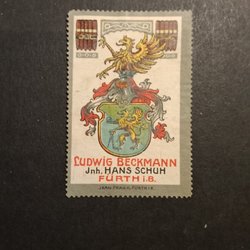 LUDWIG BECKMANN
Jnh. HANS SCHUH
FÜRTH i.B.